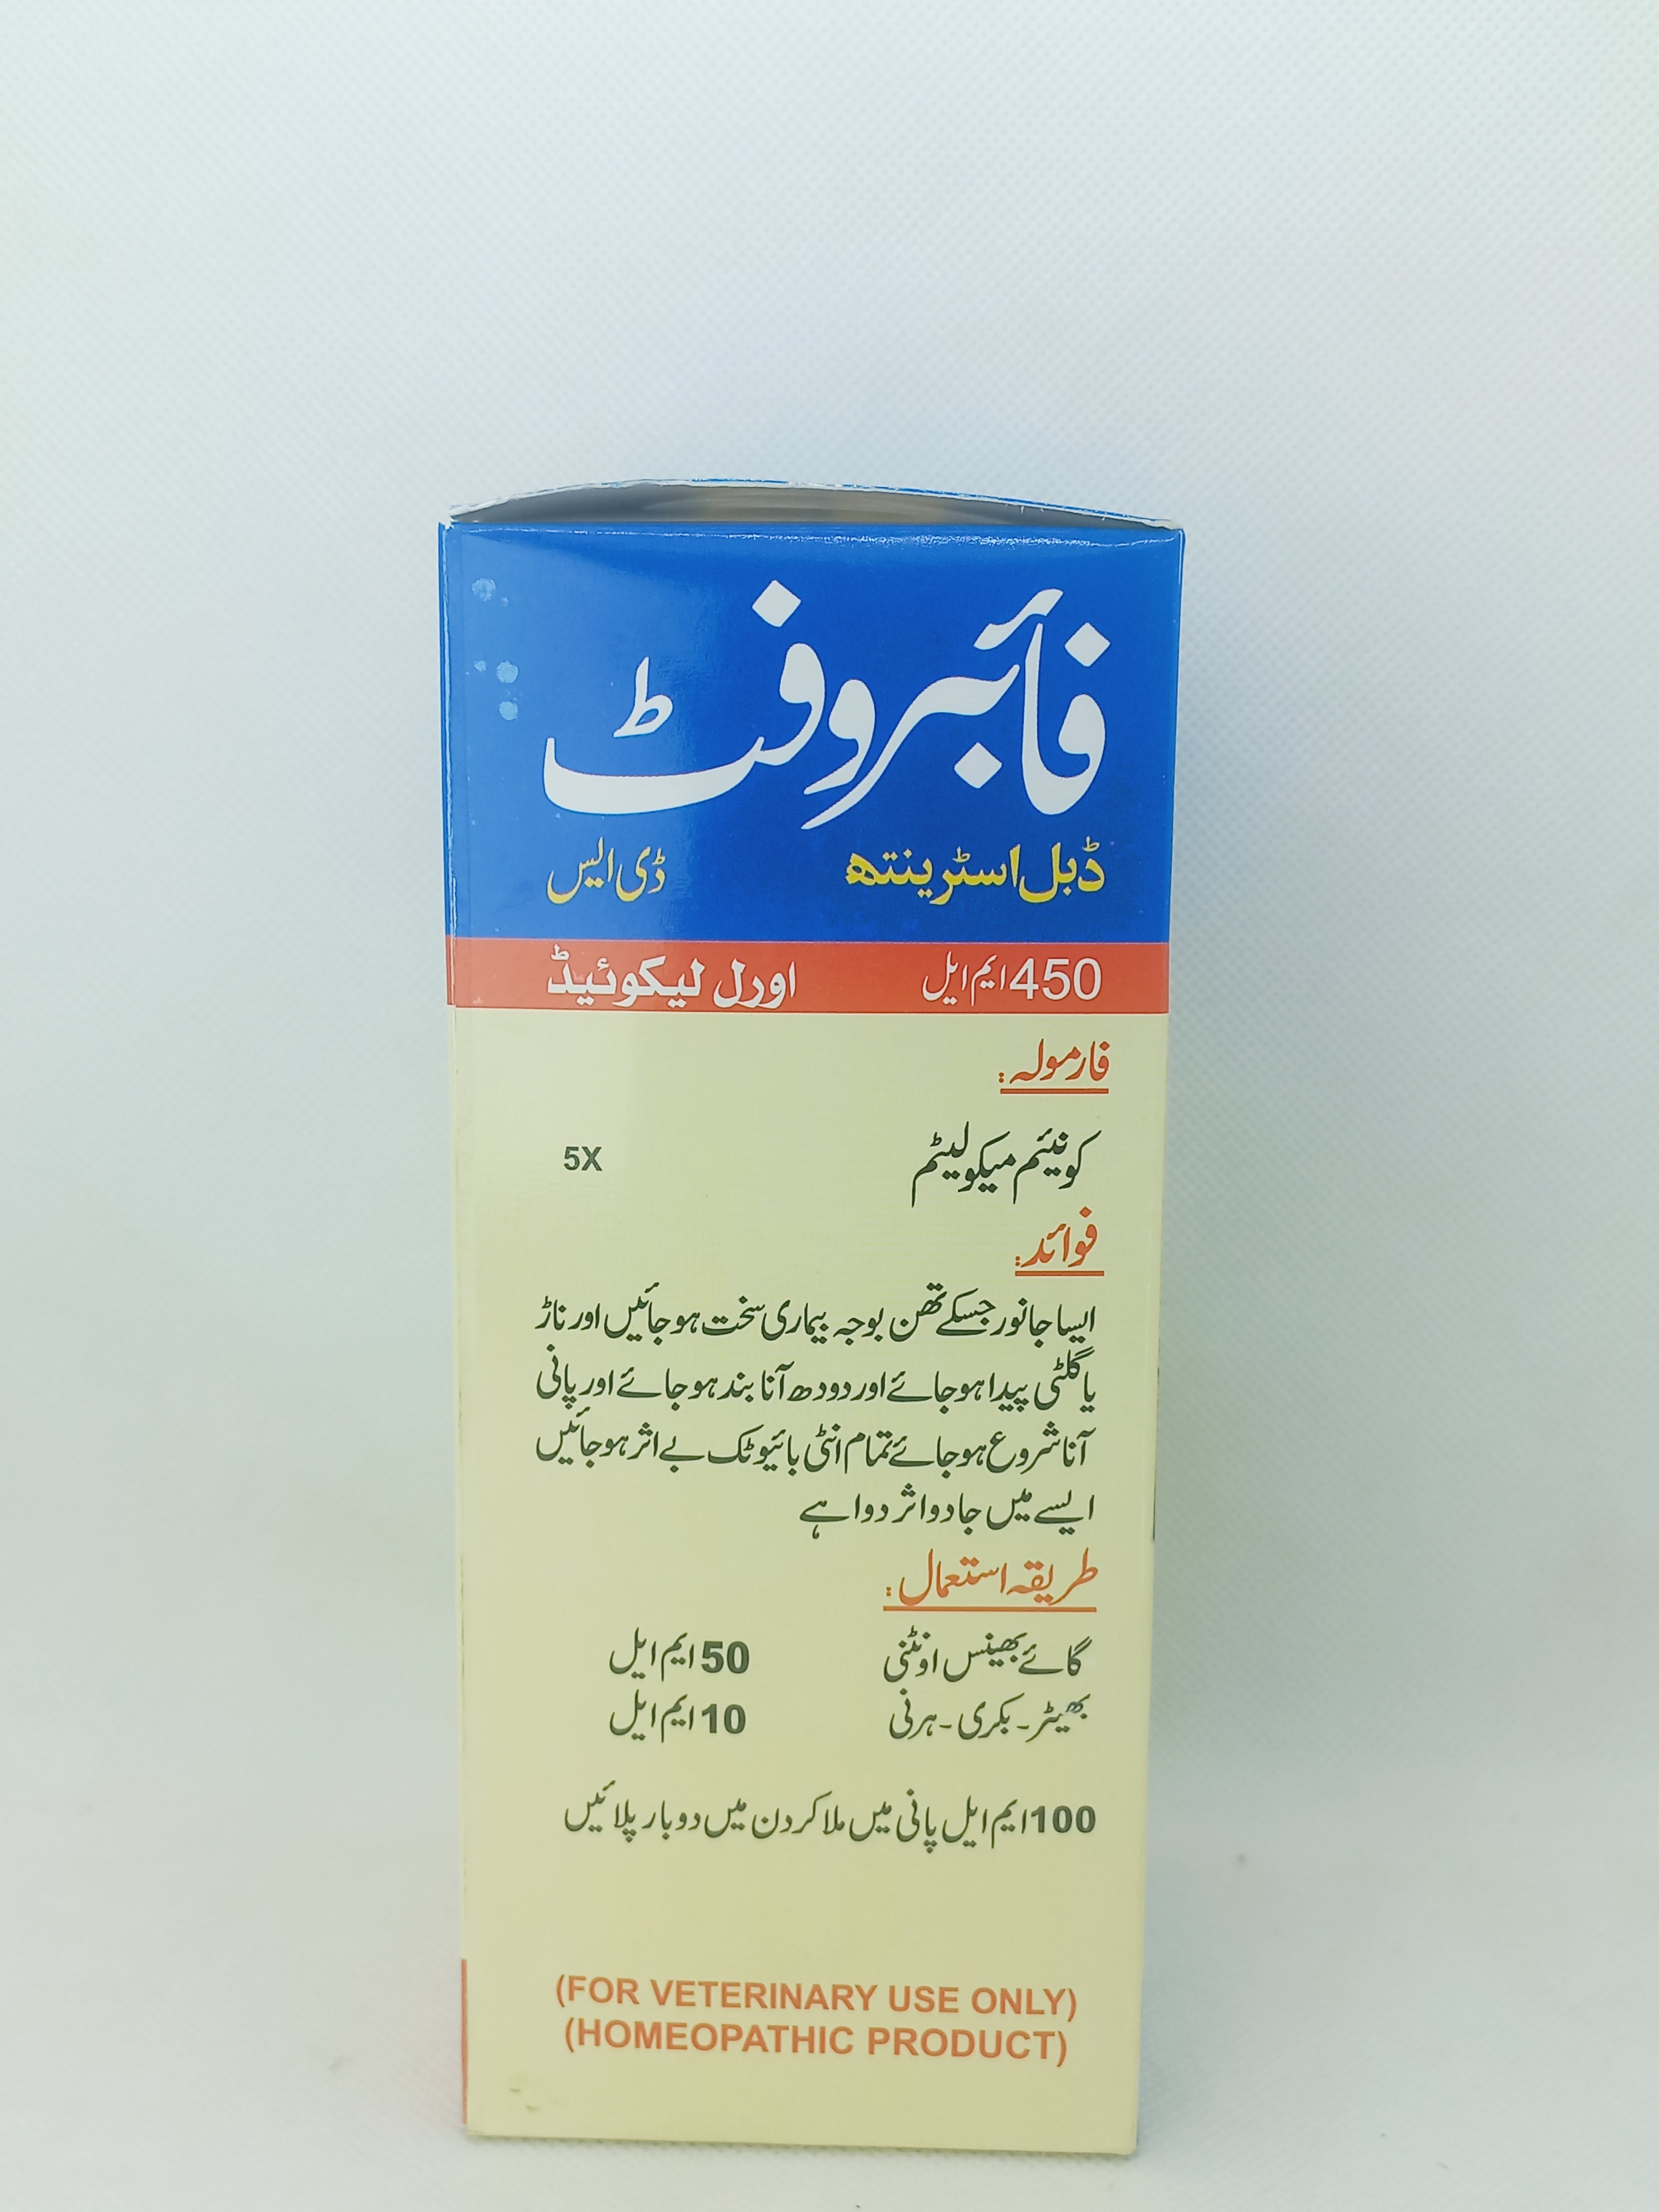 فائبروفٹ
ڈبل اسٹرینتھ ڈی ایس
450 ایم ایل اورل لیکوئیڈ
فارمولہ:
کونیئم میکولیٹم 5X
فوائد:
ایسا جانور جسکے تھن بوجہ بیماری سخت ہو جائیں اور ناڑ
یا گلٹی پیدا ہو جائے اور دودھ آنا بند ہو جائے اور پانی
آنا شروع ہو جائے تمام انٹی بائیوٹک بے اثر ہو جائیں
ایسے میں جادو اثر دوا ہے
طریقہ استعمال:
گائے بھینس اونٹنی 50 ایم ایل
بھیٹر۔ بکری۔ ہرنی 10 ایم ایل
100 ایم ایل پانی میں ملا کر دن میں دو بار پلائیں
(FOR VETERINARY USE ONLY)
(HOMEOPATHIC PRODUCT)